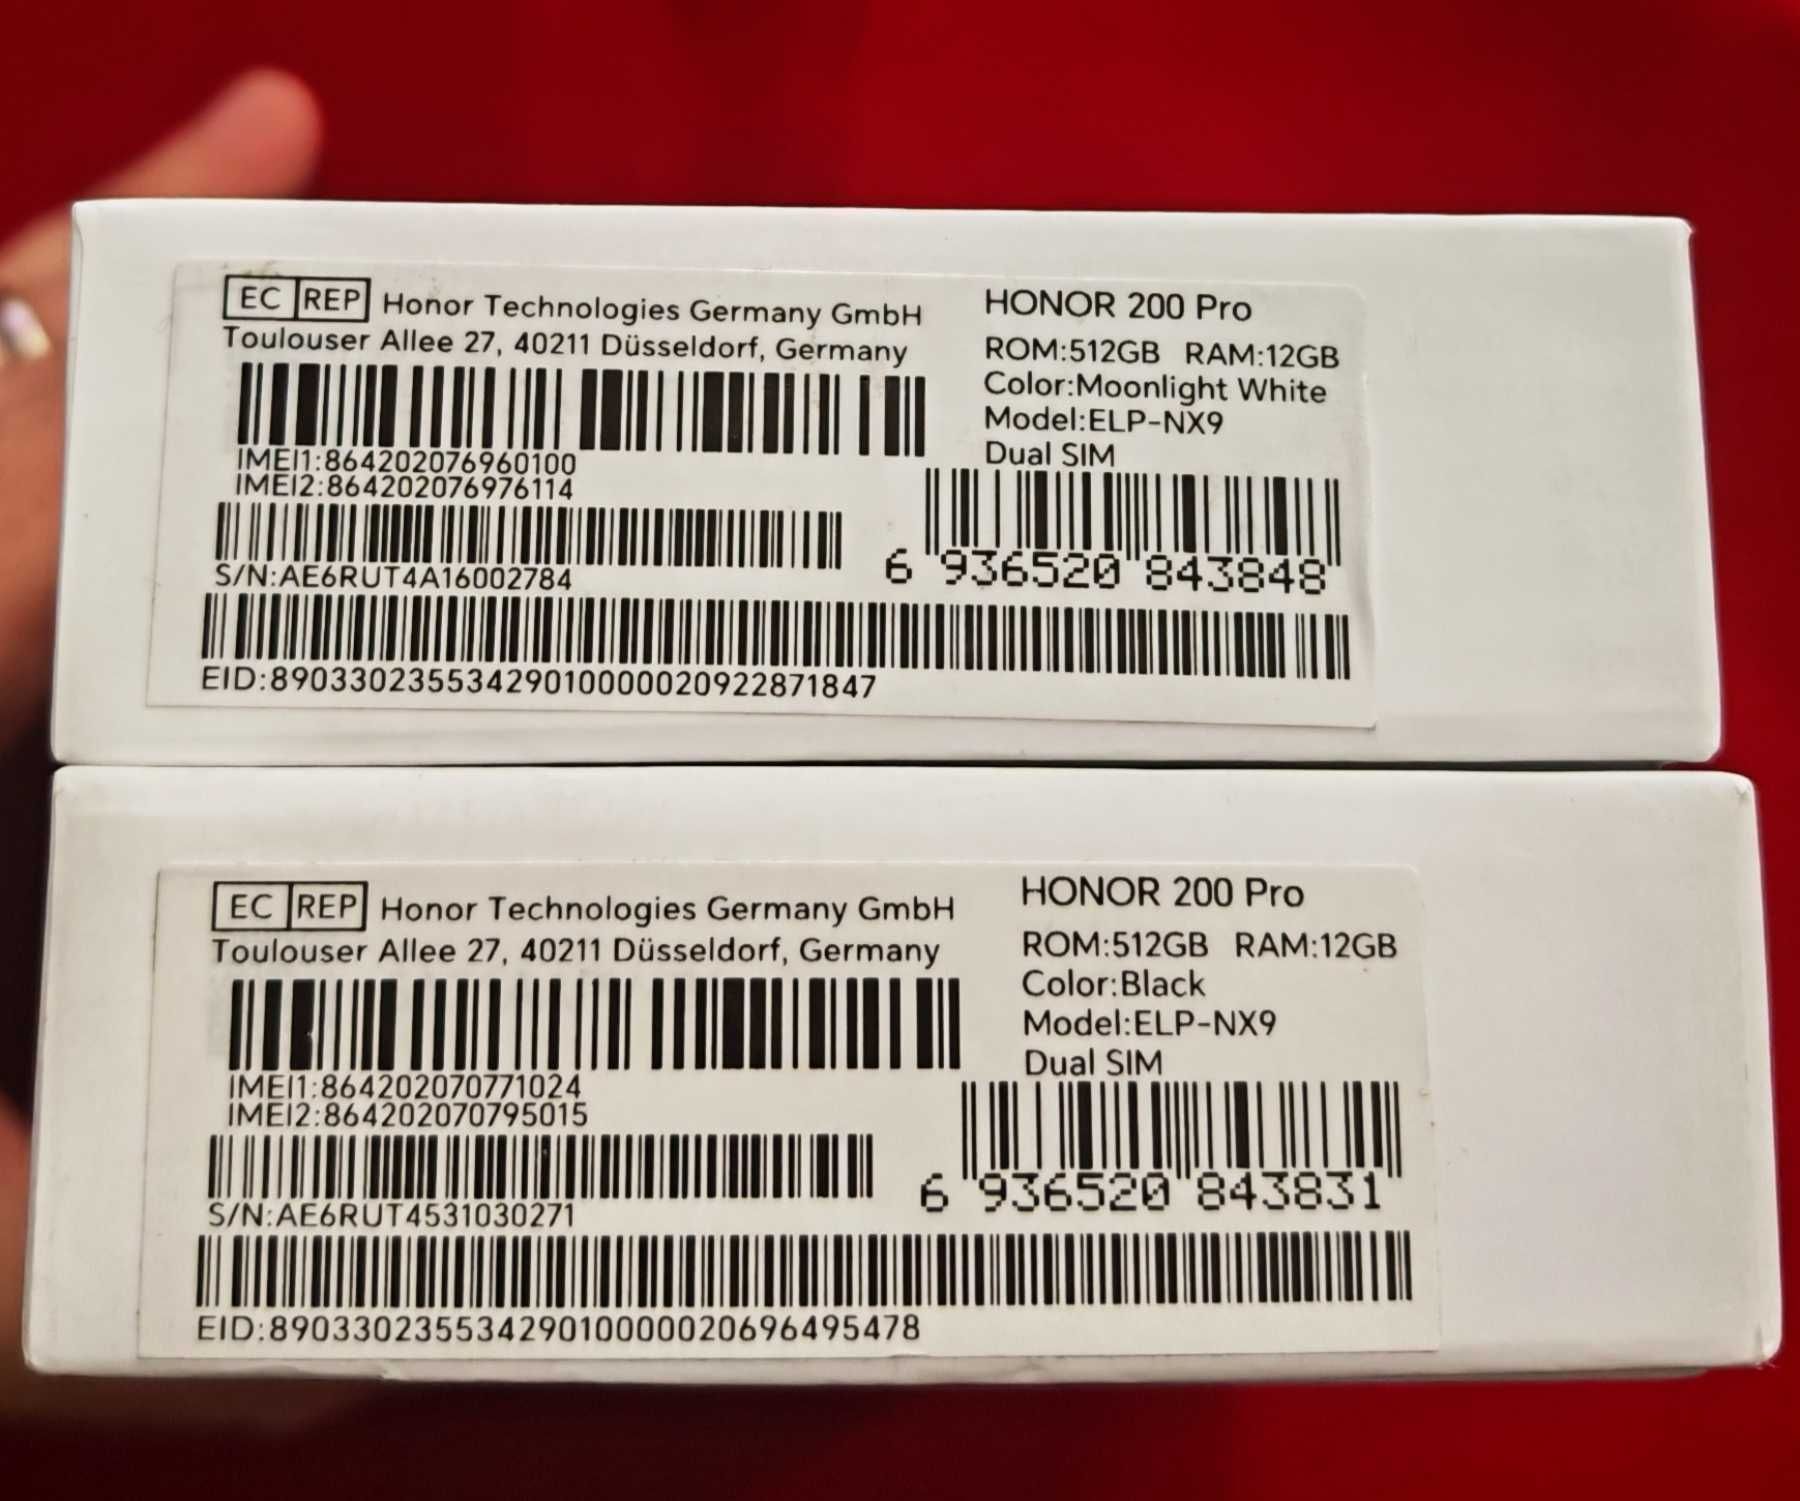 EC REP Honor Technologies Germany GmbH
Toulouser Allee 27, 40211 Düsseldorf, Germany
IMEI1:864202076960100
IMEI2:864202076976114
S/N:AE6RUT4A16002784
EID:89033023553429010000020922871847
HONOR 200 Pro
ROM:512GB RAM:12GB
Color:Moonlight White
Model:ELP-NX9
Dual SIM
6 936520 843848
EC REP Honor Technologies Germany GmbH
Toulouser Allee 27, 40211 Düsseldorf, Germany
IMEI1:864202070771024
IMEI2:864202070795015
S/N:AE6RUT4531030271
EID:89033023553429010000020696495478
HONOR 200 Pro
ROM:512GB RAM:12GB
Color:Black
Model:ELP-NX9
Dual SIM
6 936520 843831